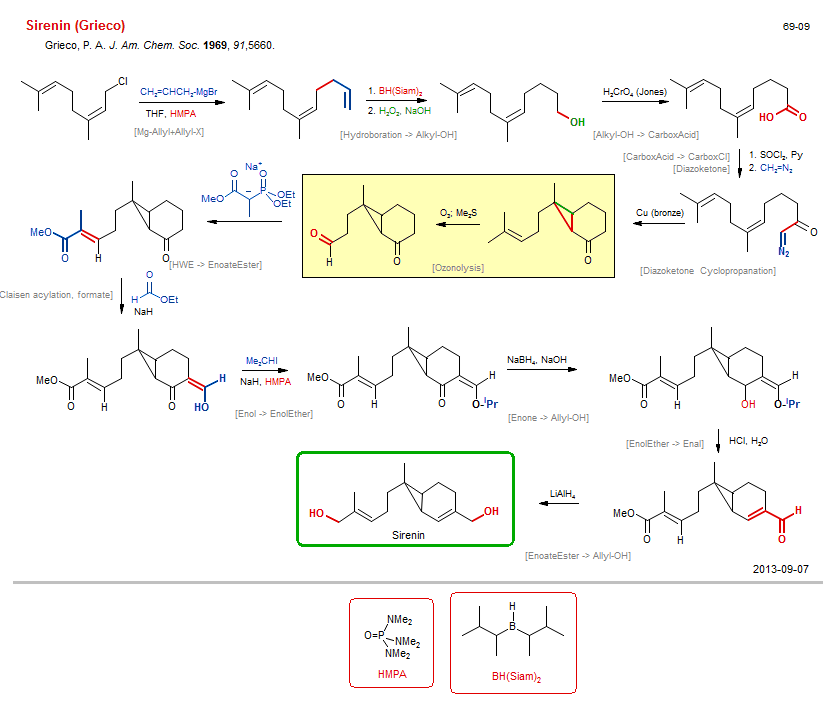 Sirenin (Grieco)
69-09
Grieco, P. A. J. Am. Chem. Soc. 1969, 91,5660.
Cl
CH₂=CHCH₂-MgBr
THF, HMPA
[Mg-Allyl+Allyl-X]
1. BH(Siam)₂
2. H₂O₂, NaOH
[Hydroboration -> Alkyl-OH]
OH
H₂CrO₄ (Jones)
[Alkyl-OH -> CarboxAcid]
HO
O
[CarboxAcid -> CarboxCl]
[Diazoketone]
1. SOCl₂, Py
2. CH₂=N₂
O
N₂
Cu (bronze)
[Diazoketone Cyclopropanation]
O
O₃; Me₂S
[Ozonolysis]
O
H
O
Na⁺
O
O
MeO
P
OEt
OEt
-
[HWE -> EnoateEster]
MeO
O
H
O
Claisen acylation, formate]
O
H
OEt
NaH
MeO
O
H
O
HO
H
Me₂CHI
NaH, HMPA
[Enol -> EnolEther]
MeO
O
H
O
H
O-ⁱPr
NaBH₄, NaOH
[Enone -> Allyl-OH]
MeO
O
H
OH
H
O-ⁱPr
[EnolEther -> Enal]
HCl, H₂O
MeO
O
H
H
O
LiAlH₄
[EnoateEster -> Allyl-OH]
HO
OH
Sirenin
2013-09-07
NMe₂
O=P
NMe₂
NMe₂
HMPA
H
B
BH(Siam)₂